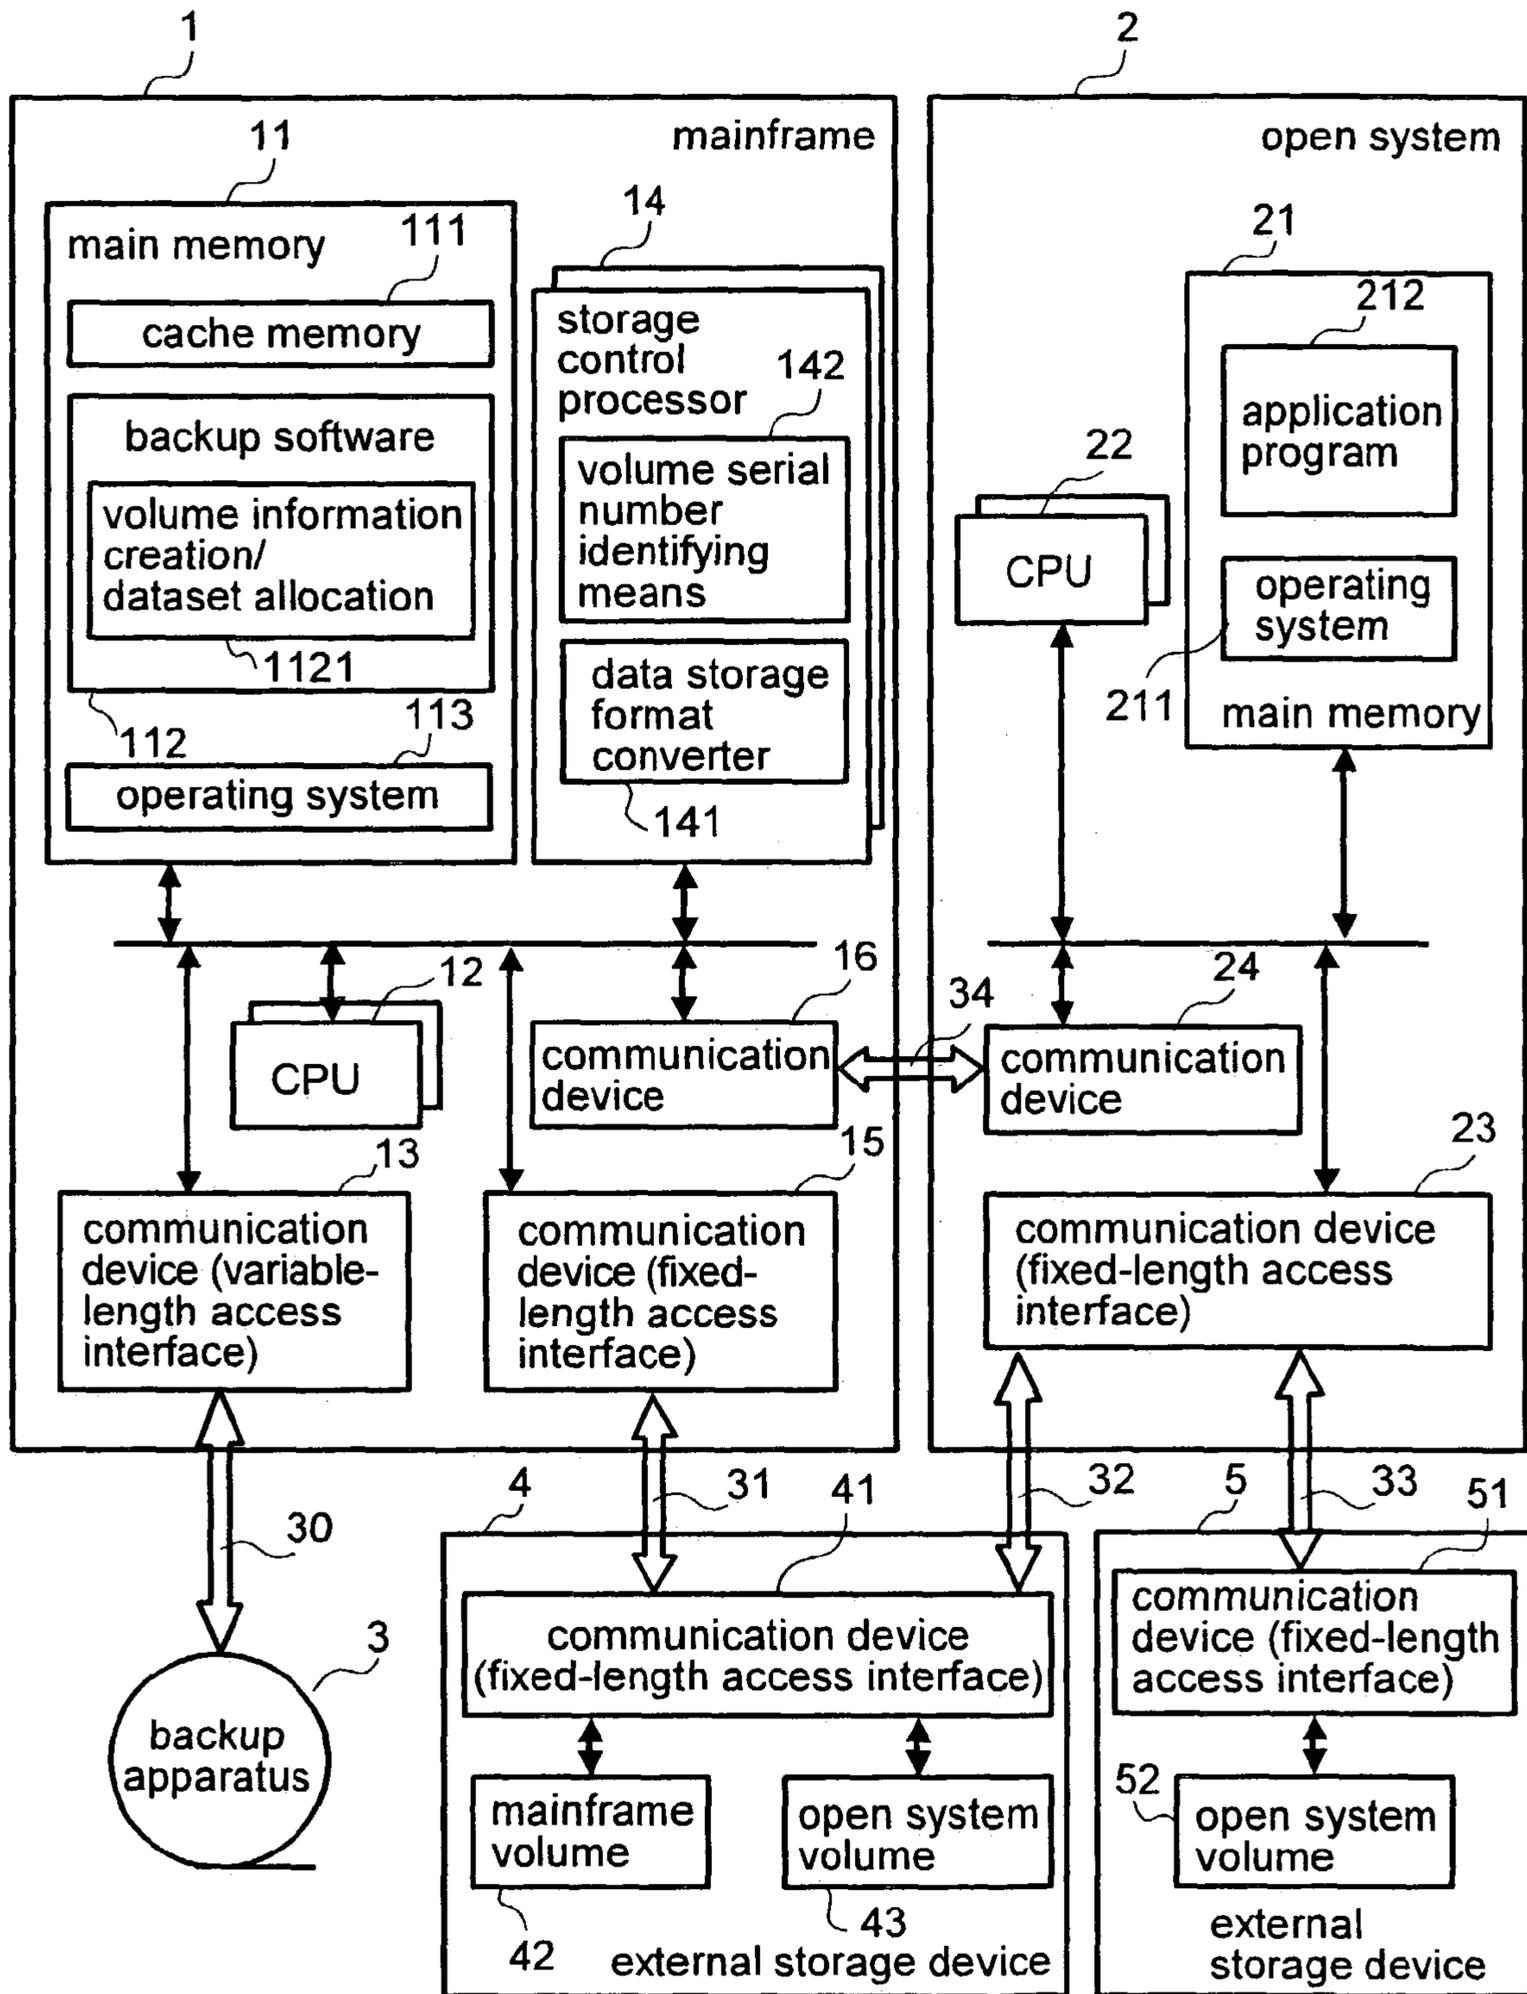 1
2
mainframe
open system
11
main memory
111
cache memory
backup software
volume information
creation/
dataset allocation
1121
112
113
operating system
14
storage
control
processor
142
volume serial
number
identifying
means
data storage
format
converter
141
21
212
application
program
22
CPU
operating
system
211
main memory
12
CPU
16
communication
device
34
24
communication
device
13
communication
device (variable-
length access
interface)
15
communication
device (fixed-
length access
interface)
23
communication device
(fixed-length access
interface)
30
31
32
33
3
backup
apparatus
4
41
communication device
(fixed-length access interface)
mainframe
volume
42
open system
volume
43
external storage device
5
51
communication
device (fixed-length
access interface)
52
open system
volume
external
storage device